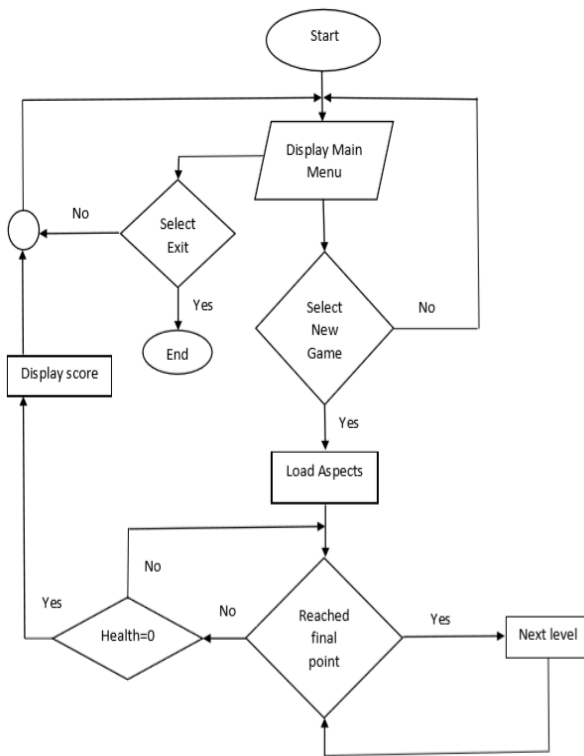 Start
Display Main
Menu
No
Select
Exit
Yes
End
Select
New
Game
No
Yes
Display score
Load Aspects
No
Yes
Health=0
No
Reached
final
point
Yes
Next level